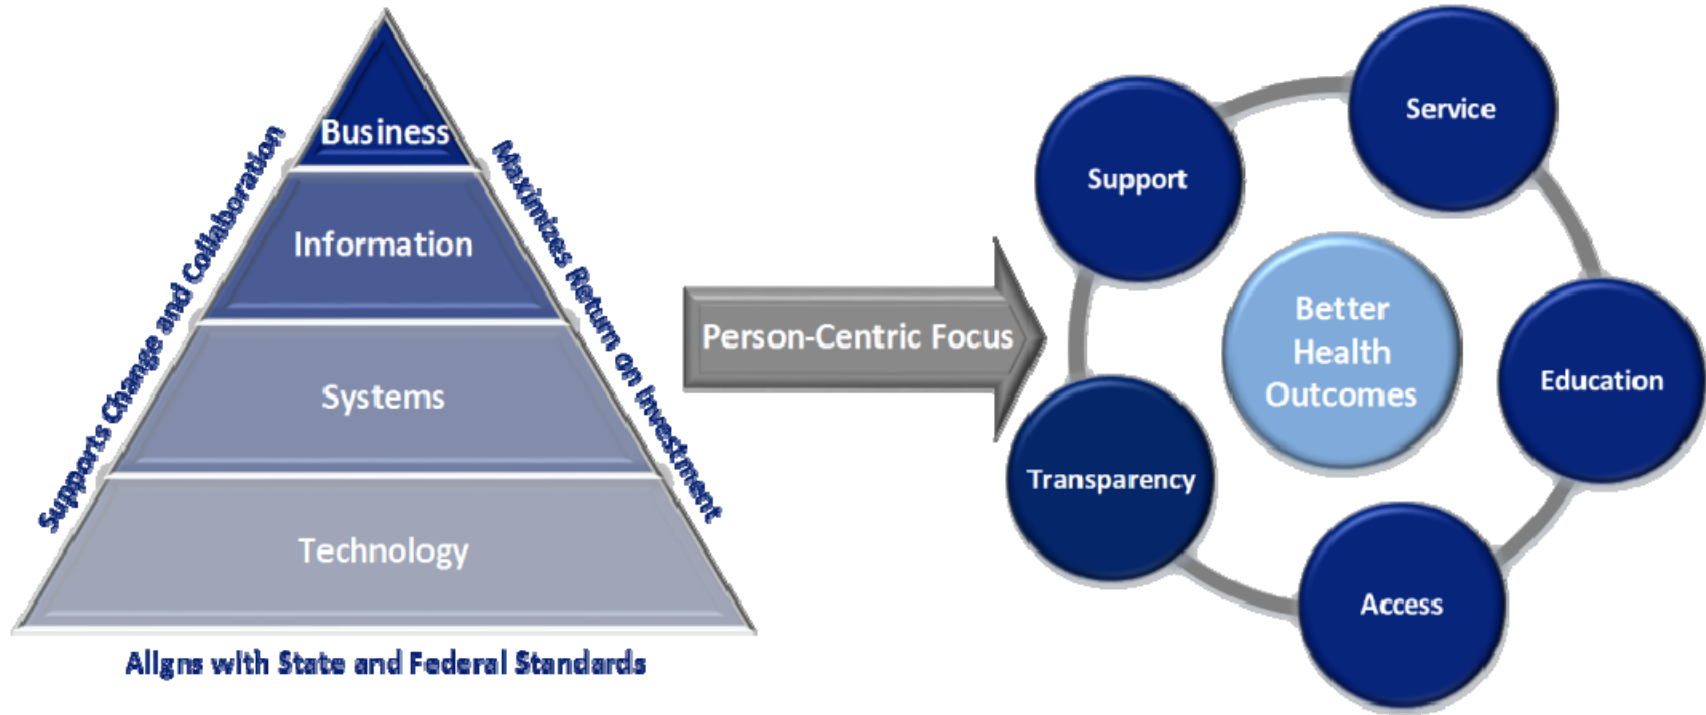 Business
Information
Systems
Technology
Supports Change and Collaboration
Maximizes Return on Investment
Aligns with State and Federal Standards
Person-Centric Focus
Support
Service
Education
Access
Transparency
Better
Health
Outcomes